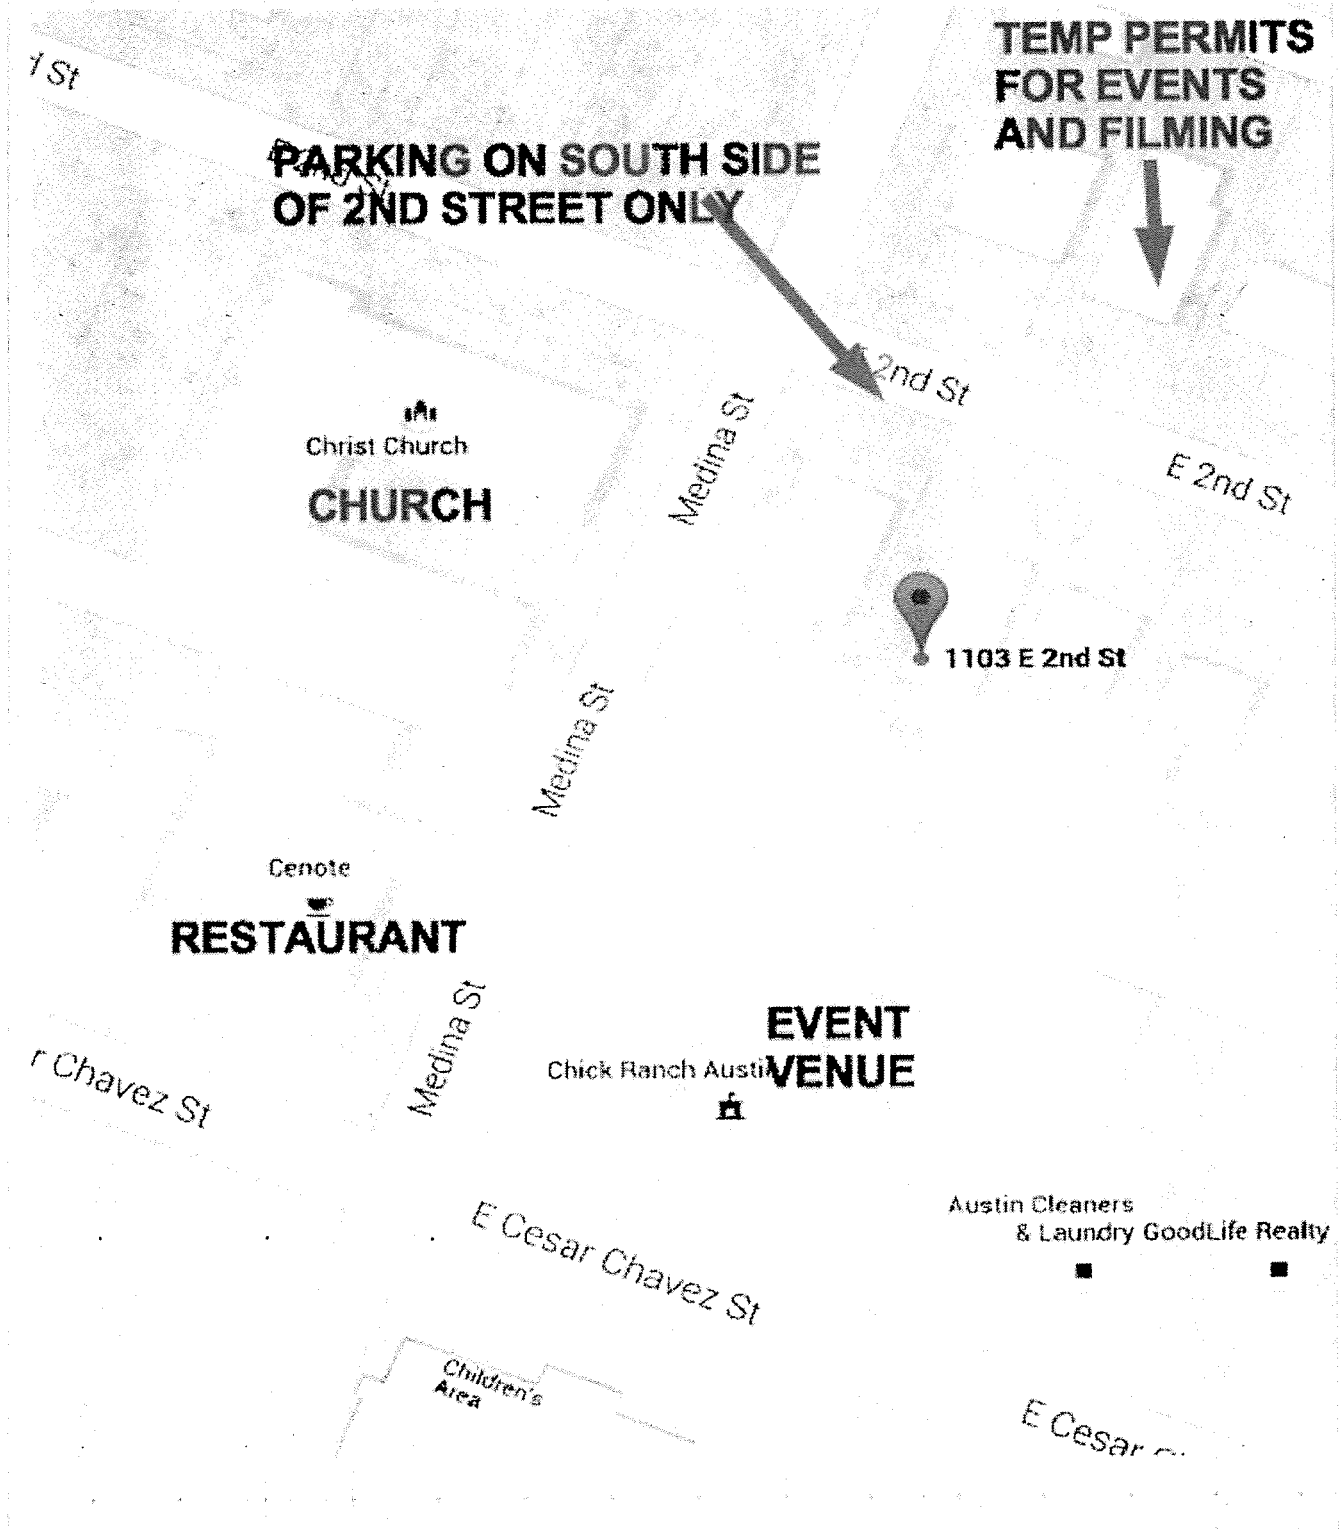 TEMP PERMITS
FOR EVENTS
AND FILMING
St
PARKING ON SOUTH SIDE
OF 2ND STREET ONLY
2nd St
E 2nd St
Medina St
Christ Church
CHURCH
1103 E 2nd St
Medina St
Cenote
RESTAURANT
Medina St
EVENT
VENUE
Chick Ranch Austin
r Chavez St
E Cesar Chavez St
Austin Cleaners
& Laundry
GoodLife Realty
Children's
Area
E Cesar